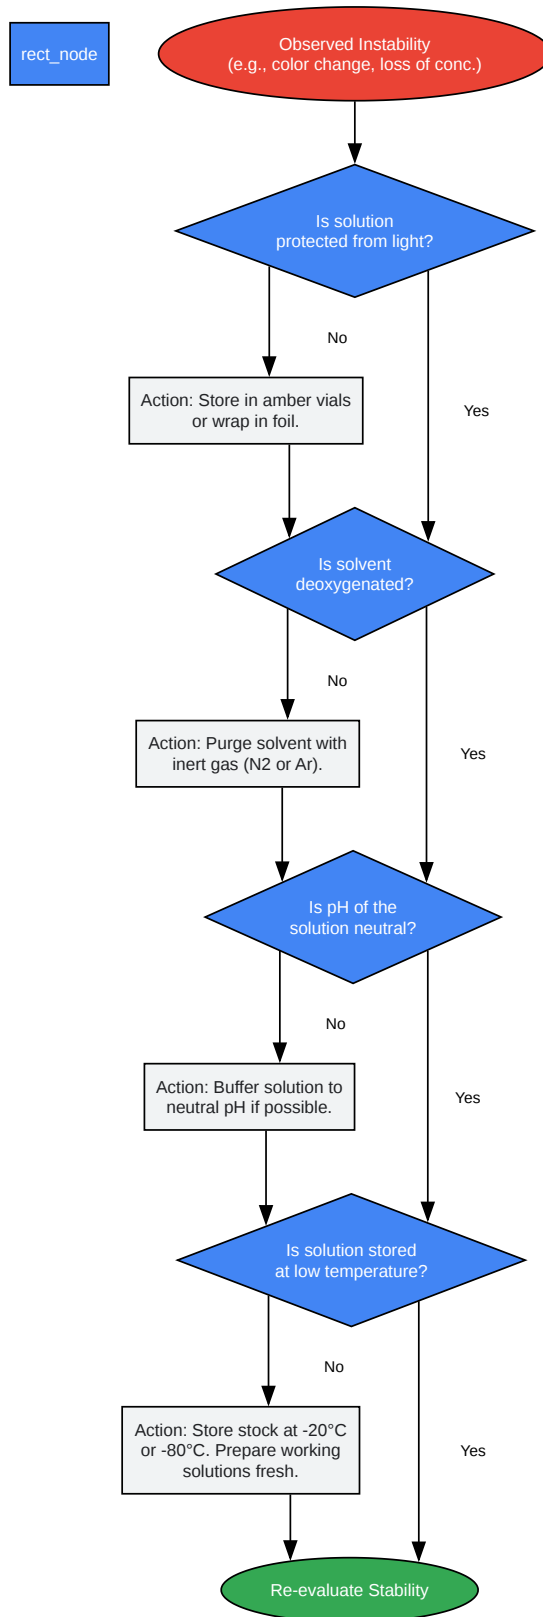 rect_node
Observed Instability
(e.g., color change, loss of conc.)
Is solution
protected from light?
No
Action: Store in amber vials
or wrap in foil.
Yes
Is solvent
deoxygenated?
No
Action: Purge solvent with
inert gas (N2 or Ar).
Yes
Is pH of the
solution neutral?
No
Action: Buffer solution to
neutral pH if possible.
Yes
Is solution stored
at low temperature?
No
Action: Store stock at -20°C
or -80°C. Prepare working
solutions fresh.
Yes
Re-evaluate Stability